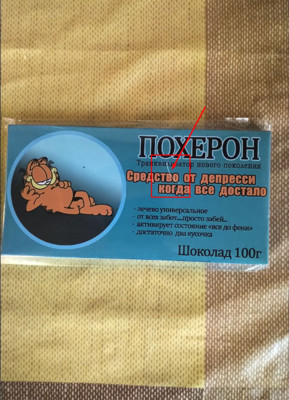 ПОХЕРОН
Транквилизатор нового поколения
Средство от депресси
когда все достало
- лечево универсальное
- от всех забот....просто забей..
- активирует состояние «все до фени»
- достаточно два кусочка
Шоколад 100г